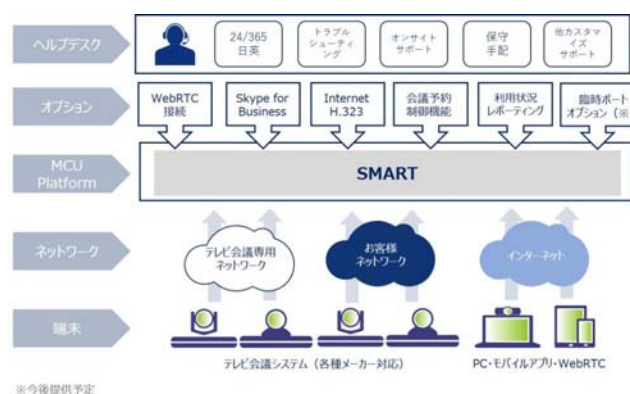 ヘルプデスク
24/365
日英
トラブル
シューティ
ング
オンサイト
サポート
保守
手配
他カスタマ
イズ
サポート
オプション
WebRTC
接続
Skype for
Business
Internet
H.323
会議予約
制御機能
利用状況
レポーティング
臨時ポート
オプション（※
MCU
Platform
SMART
ネットワーク
テレビ会議専用
ネットワーク
お客様
ネットワーク
インターネット
端末
テレビ会議システム（各種メーカー対応）
PC・モバイルアプリ・WebRTC
※今後提供予定